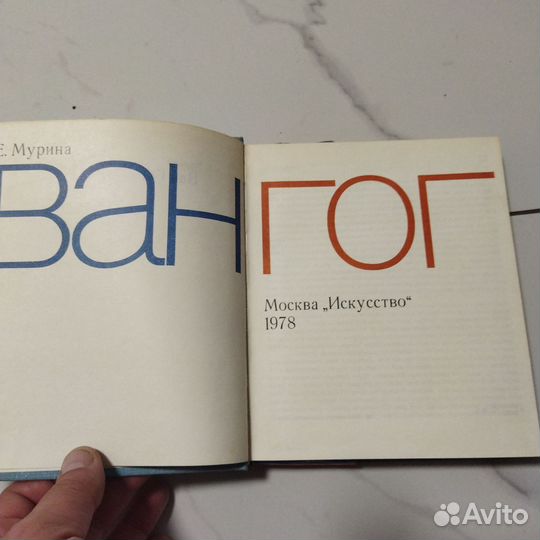 Е. Мурина
ван гог
Москва „Искусство“
1978
Avito